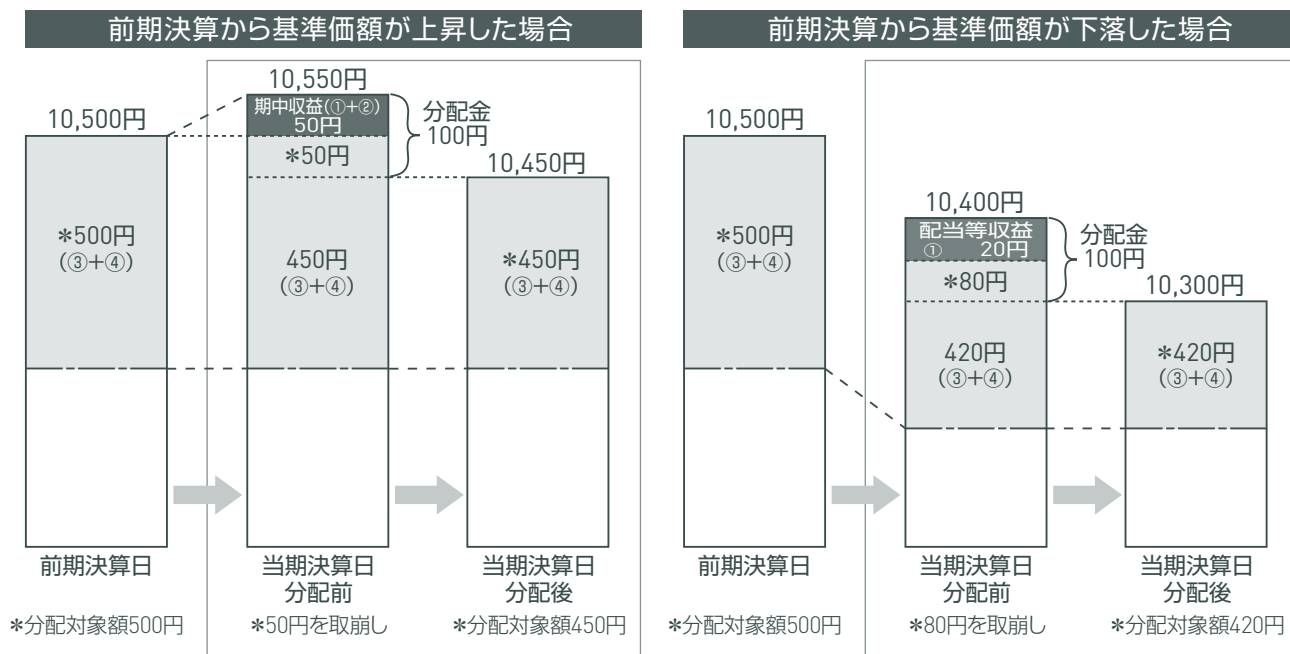 前期決算から基準価額が上昇した場合
10,550円
10,500円
期中収益(①+②)
50円
分配金
100円
*50円
10,450円
*500円
(③+④)
450円
(③+④)
*450円
(③+④)
前期決算日
当期決算日
分配前
当期決算日
分配後
*分配対象額500円
*50円を取崩し
*分配対象額450円
前期決算から基準価額が下落した場合
10,500円
10,400円
配当等収益
① 20円
分配金
100円
*80円
10,300円
*500円
(③+④)
420円
(③+④)
*420円
(③+④)
前期決算日
当期決算日
分配前
当期決算日
分配後
*分配対象額500円
*80円を取崩し
*分配対象額420円